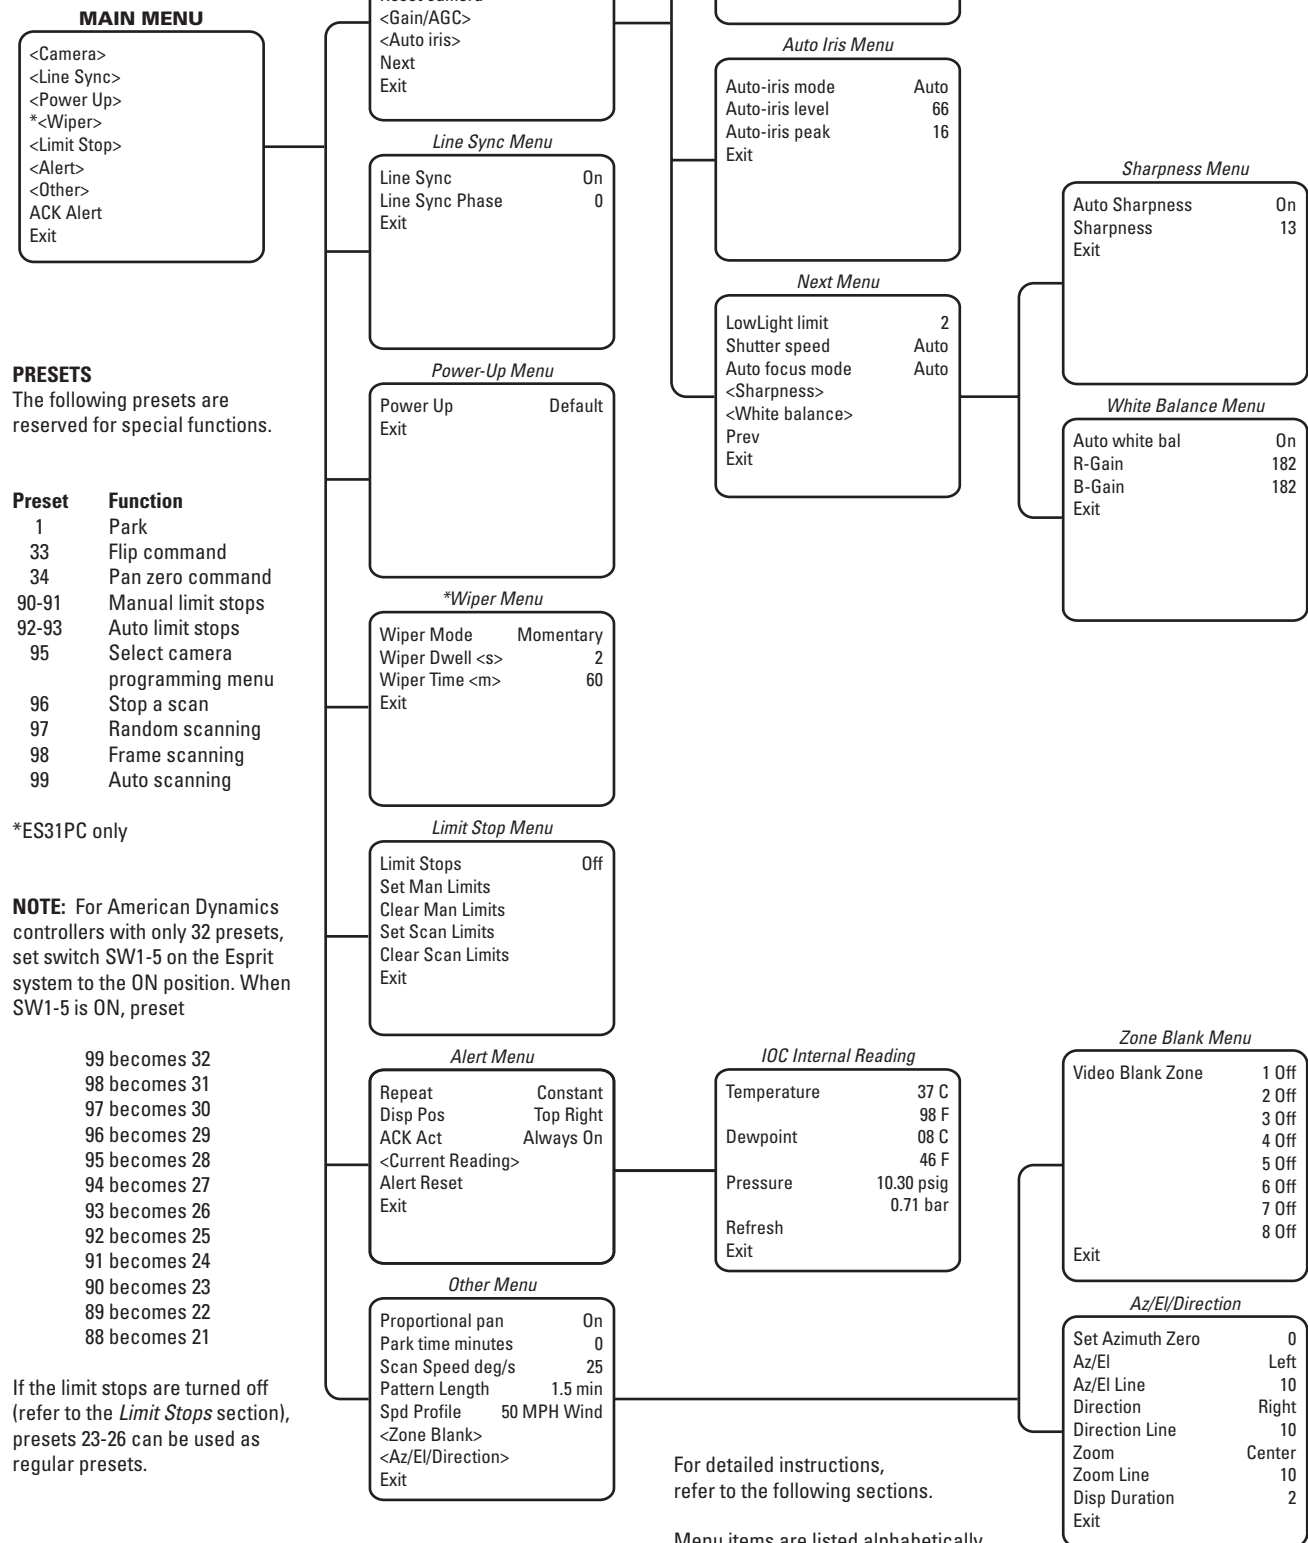 MAIN MENU
<Camera>
<Line Sync>
<Power Up>
*<Wiper>
<Limit Stop>
<Alert>
<Other>
ACK Alert
Exit
PRESETS
The following presets are
reserved for special functions.
Preset Function
1 Park
33 Flip command
34 Pan zero command
90-91 Manual limit stops
92-93 Auto limit stops
95 Select camera
programming menu
96 Stop a scan
97 Random scanning
98 Frame scanning
99 Auto scanning
*ES31PC only
NOTE: For American Dynamics
controllers with only 32 presets,
set switch SW1-5 on the Esprit
system to the ON position. When
SW1-5 is ON, preset
99 becomes 32
98 becomes 31
97 becomes 30
96 becomes 29
95 becomes 28
94 becomes 27
93 becomes 26
92 becomes 25
91 becomes 24
90 becomes 23
89 becomes 22
88 becomes 21
If the limit stops are turned off
(refer to the Limit Stops section),
presets 23-26 can be used as
regular presets.
<Gain/AGC>
<Auto iris>
Next
Exit
Line Sync Menu
Line Sync On
Line Sync Phase 0
Exit
Power-Up Menu
Power Up Default
Exit
*Wiper Menu
Wiper Mode Momentary
Wiper Dwell <s> 2
Wiper Time <m> 60
Exit
Limit Stop Menu
Limit Stops Off
Set Man Limits
Clear Man Limits
Set Scan Limits
Clear Scan Limits
Exit
Alert Menu
Repeat Constant
Disp Pos Top Right
ACK Act Always On
<Current Reading>
Alert Reset
Exit
Other Menu
Proportional pan On
Park time minutes 0
Scan Speed deg/s 25
Pattern Length 1.5 min
Spd Profile 50 MPH Wind
<Zone Blank>
<Az/El/Direction>
Exit
Auto Iris Menu
Auto-iris mode Auto
Auto-iris level 66
Auto-iris peak 16
Exit
Next Menu
LowLight limit 2
Shutter speed Auto
Auto focus mode Auto
<Sharpness>
<White balance>
Prev
Exit
IOC Internal Reading
Temperature 37 C
98 F
Dewpoint 08 C
46 F
Pressure 10.30 psig
0.71 bar
Refresh
Exit
For detailed instructions,
refer to the following sections.
Menu items are listed alphabetically
Sharpness Menu
Auto Sharpness On
Sharpness 13
Exit
White Balance Menu
Auto white bal On
R-Gain 182
B-Gain 182
Exit
Zone Blank Menu
Video Blank Zone 1 Off
2 Off
3 Off
4 Off
5 Off
6 Off
7 Off
8 Off
Exit
Az/El/Direction
Set Azimuth Zero 0
Az/El Left
Az/El Line 10
Direction Right
Direction Line 10
Zoom Center
Zoom Line 10
Disp Duration 2
Exit